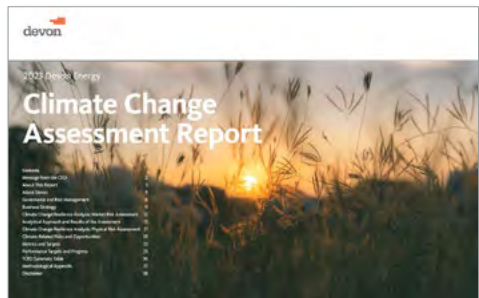 devon
2023 Devon Energy
Climate Change
Assessment Report
Contents
Message from the CEO
About This Report
About Devon
Governance and Risk Management
Business Strategy
Climate Change Resilience Analysis: Market Risk Assessment
Analytical Approach and Results of the Assessment
Climate Change Resilience Analysis: Physical Risk Assessment
Climate-Related Risks and Opportunities
Metrics and Targets
Performance Targets and Progress
TCFD Summary Table
Methodological Appendix
Disclaimer